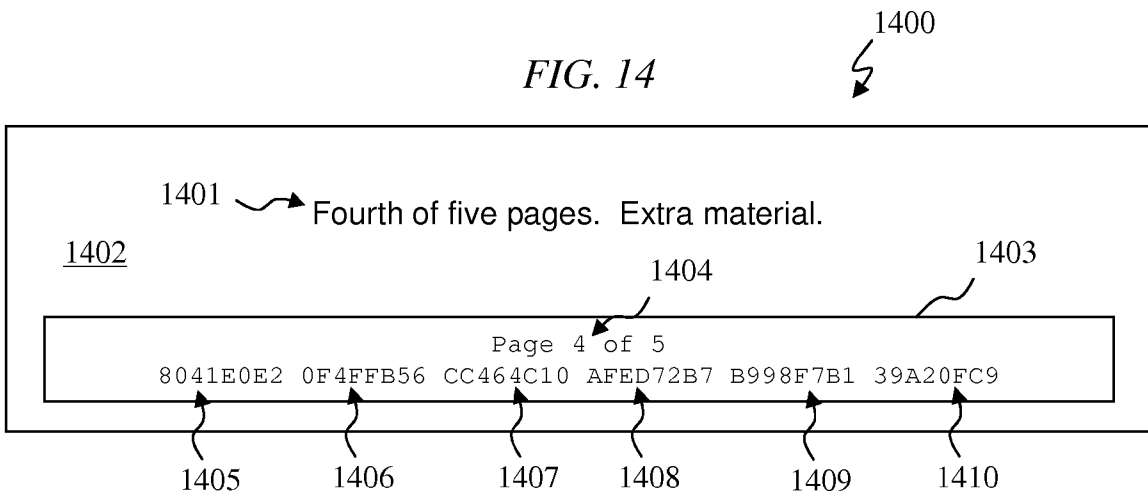 1400
FIG. 14
1401
Fourth of five pages.  Extra material.
1402
1404
1403
Page 4 of 5
8041E0E2 0F4FFB56 CC464C10 AFED72B7 B998F7B1 39A20FC9
1405 1406 1407 1408 1409 1410